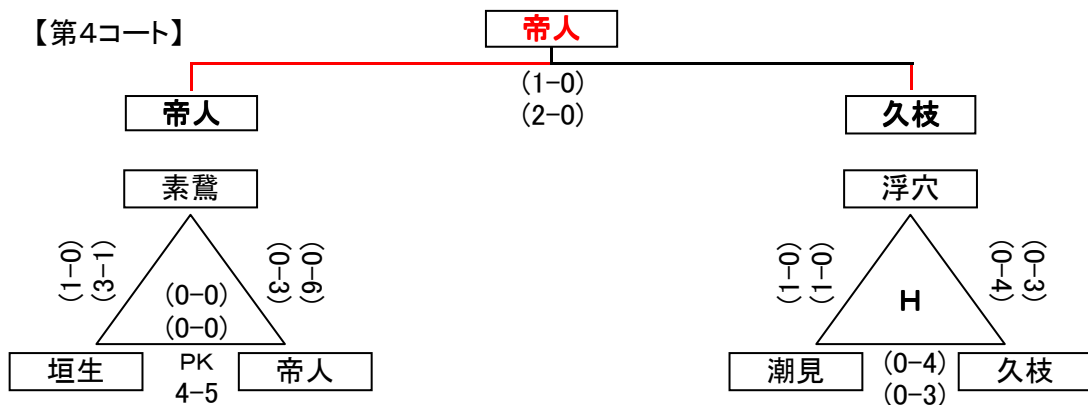 【第4コート】
帝人
(1-0)
(2-0)
帝人
久枝
素鵞
浮穴
(1-0)
(3-1)
(0-6)
(0-3)
(0-0)
(0-0)
(1-0)
(0-1)
(0-3)
(0-4)
H
垣生
PK
4-5
帝人
潮見
(0-4)
(0-3)
久枝